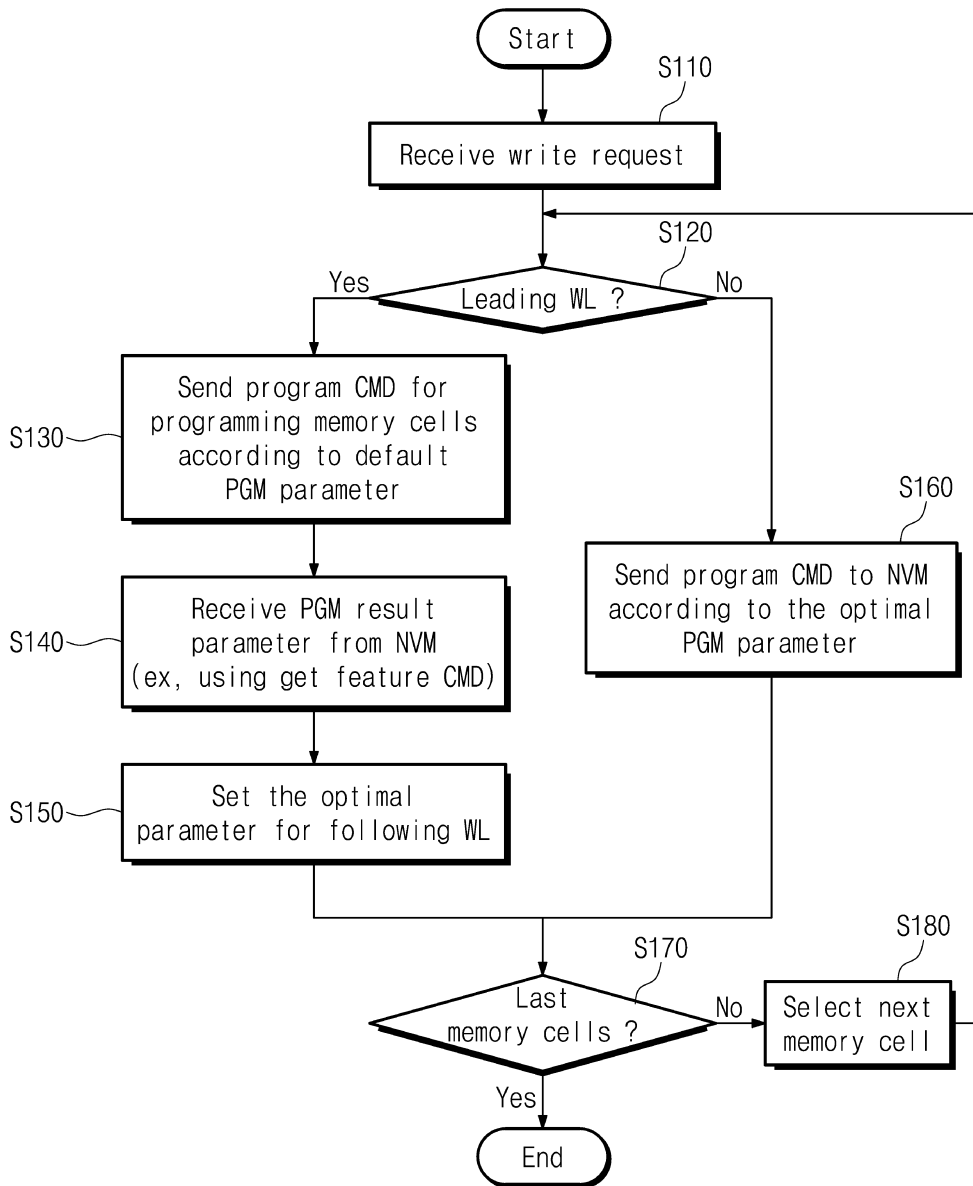 Start
S110
Receive write request
S120
Yes
No
Leading WL ?
S130
Send program CMD for
programming memory cells
according to default
PGM parameter
S160
Send program CMD to NVM
according to the optimal
PGM parameter
S140
Receive PGM result
parameter from NVM
(ex, using get feature CMD)
S150
Set the optimal
parameter for following WL
S170
S180
Last
memory cells ?
No
Select next
memory cell
Yes
End